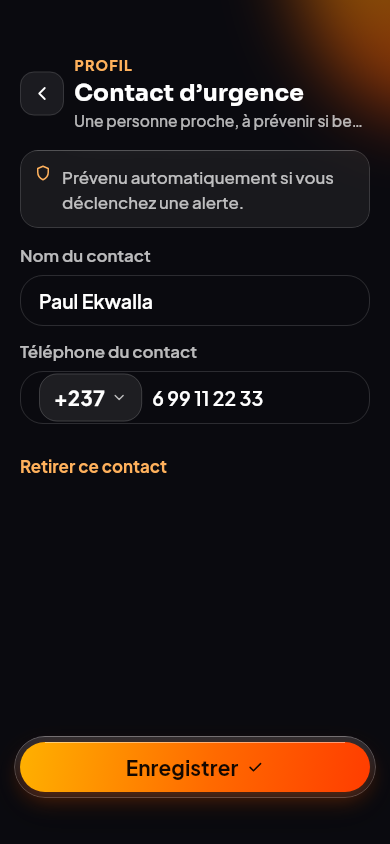 PROFIL
Contact d’urgence
Une personne proche, à prévenir si be…
Prévenu automatiquement si vous
déclenchez une alerte.
Nom du contact
Paul Ekwalla
Téléphone du contact
+237 6 99 11 22 33
Retirer ce contact
Enregistrer